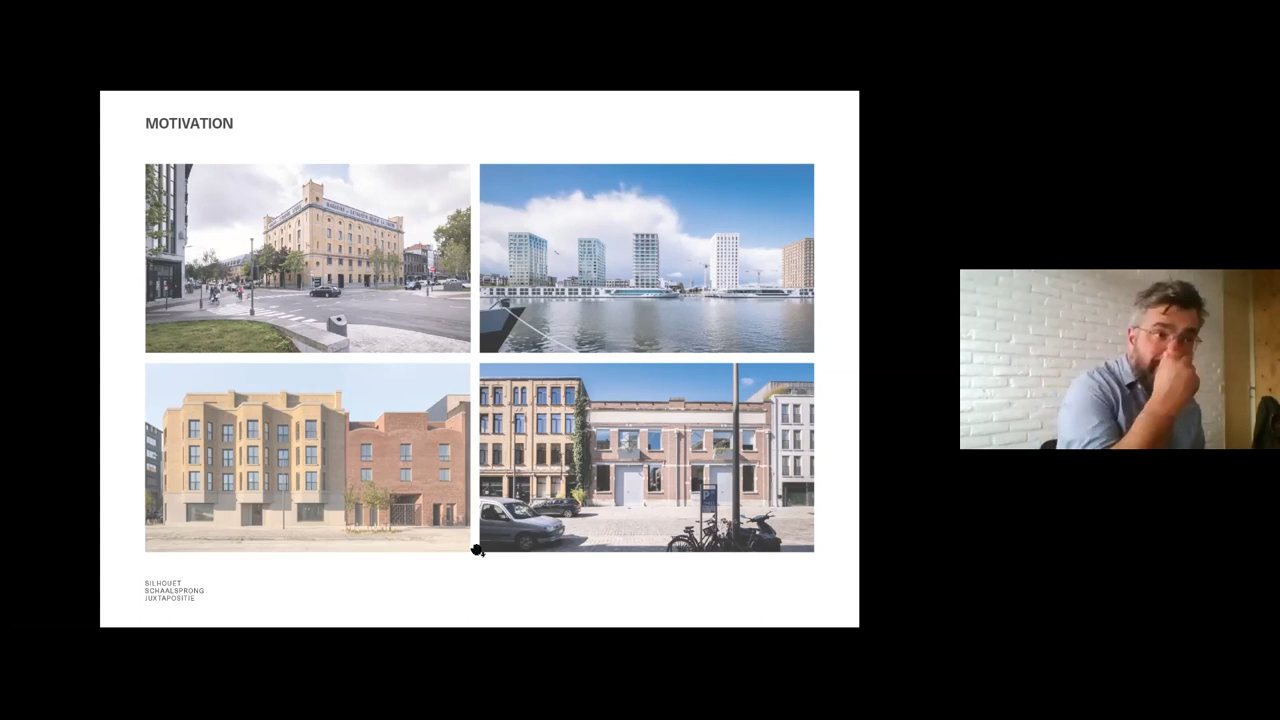 MOTIVATION
P
SILHOUET
SCHAALSPRONG
JUXTAPOSITIE